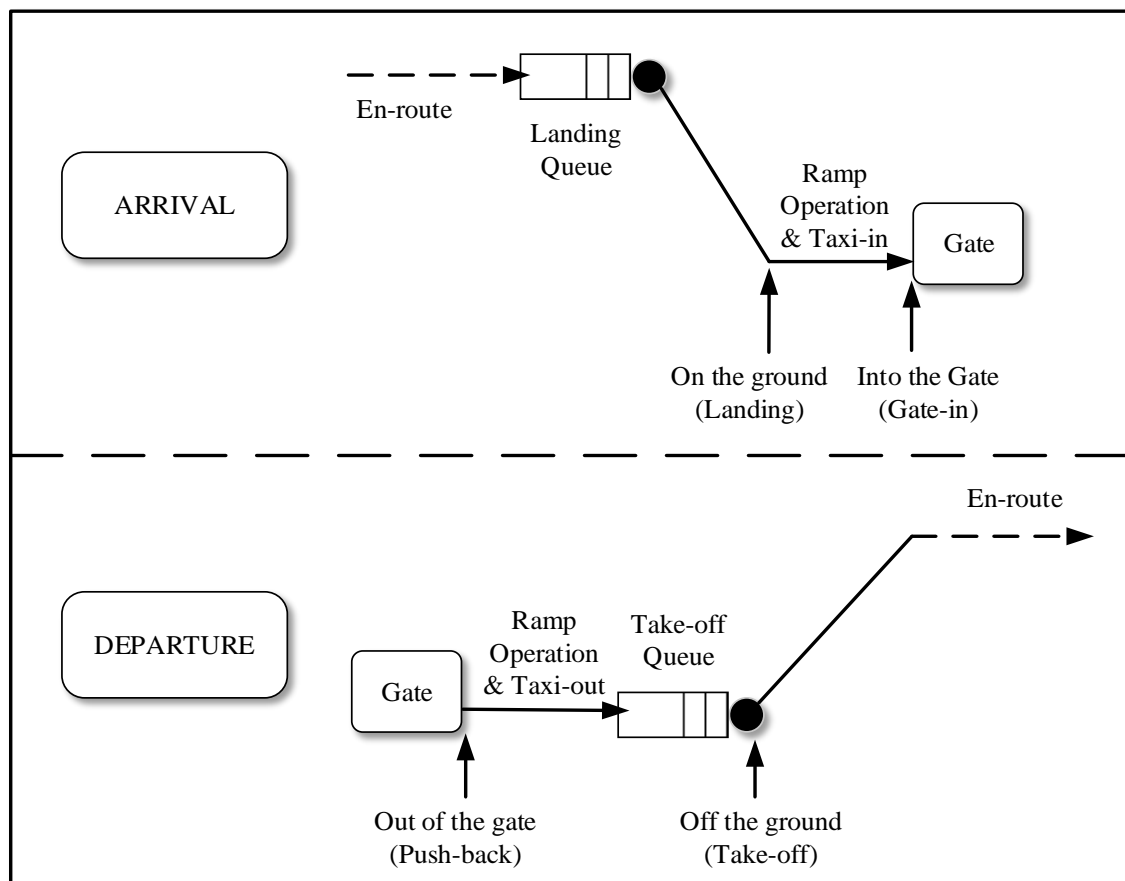 En-route
Landing
Queue
ARRIVAL
Ramp
Operation
& Taxi-in
Gate
On the ground
(Landing)
Into the Gate
(Gate-in)
En-route
DEPARTURE
Gate
Ramp
Operation
& Taxi-out
Take-off
Queue
Out of the gate
(Push-back)
Off the ground
(Take-off)